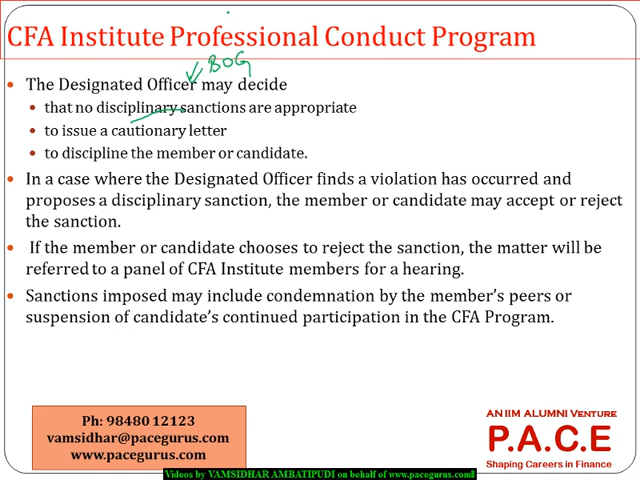 CFA Institute Professional Conduct Program
BOG
The Designated Officer may decide
that no disciplinary sanctions are appropriate
to issue a cautionary letter
to discipline the member or candidate.
In a case where the Designated Officer finds a violation has occurred and
proposes a disciplinary sanction, the member or candidate may accept or reject
the sanction.
If the member or candidate chooses to reject the sanction, the matter will be
referred to a panel of CFA Institute members for a hearing.
Sanctions imposed may include condemnation by the member's peers or
suspension of candidate's continued participation in the CFA Program.
Ph: 98480 12123
vamsidhar@pacegurus.com
www.pacegurus.com
AN IIM ALUMNI VENTURE
P.A.C.E
Shaping Careers in Finance
Videos by VAMSIDHAR AMBATIPUDI on behalf of www.pacegurus.com